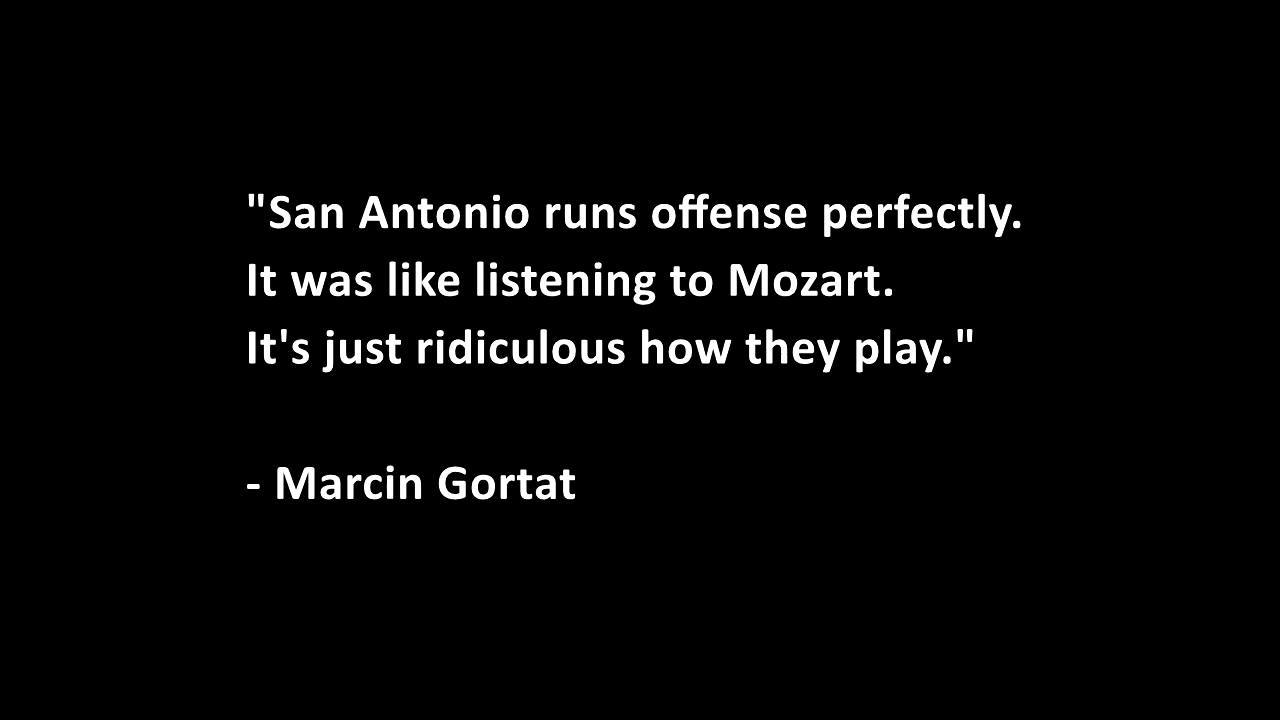 "San Antonio runs offense perfectly.
It was like listening to Mozart.
It's just ridiculous how they play."
- Marcin Gortat